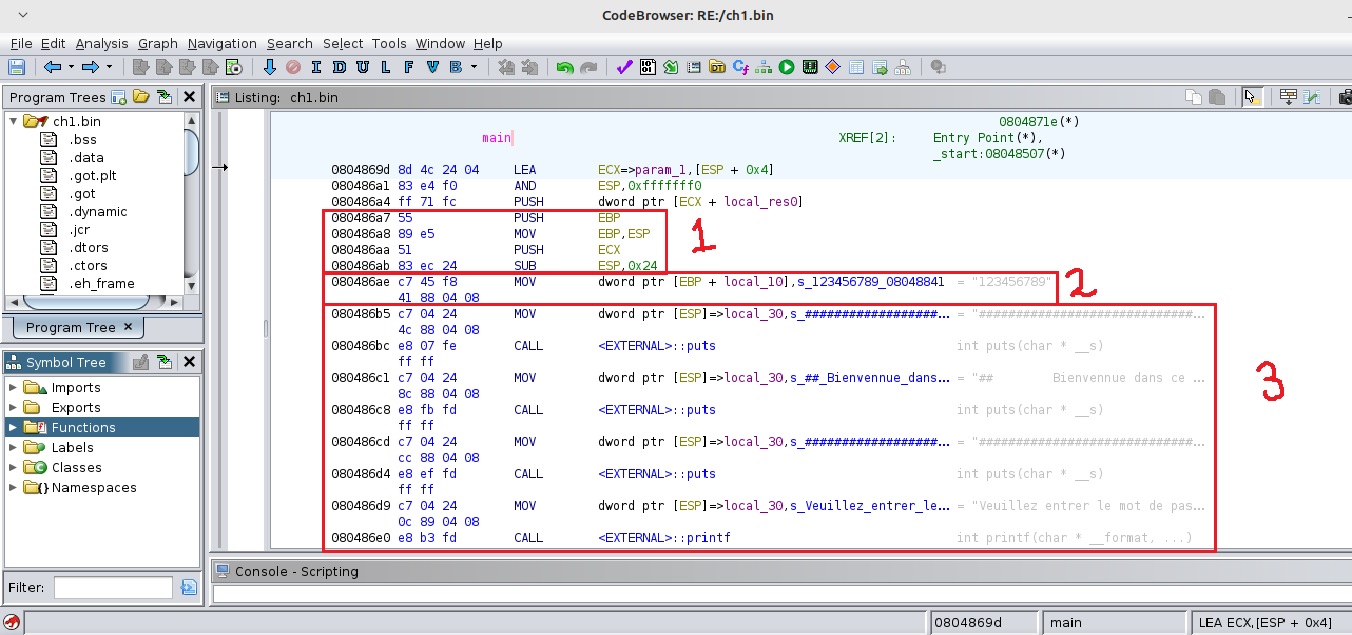 CodeBrowser: RE:/ch1.bin
File Edit Analysis Graph Navigation Search Select Tools Window Help
I D U L F V B
Program Trees
ch1.bin
.bss
.data
.got.plt
.got
.dynamic
.jcr
.dtors
.ctors
.eh_frame
Program Tree
Symbol Tree
Imports
Exports
Functions
Labels
Classes
Namespaces
Filter:
Listing: ch1.bin
0804871e(*)
main XREF[2]: Entry Point(*),
_start:08048507(*)
0804869d 8d 4c 24 04 LEA ECX=>param_1,[ESP + 0x4]
080486a1 83 e4 f0 AND ESP,0xfffffff0
080486a4 ff 71 fc PUSH dword ptr [ECX + local_res0]
080486a7 55 PUSH EBP
080486a8 89 e5 MOV EBP,ESP
080486aa 51 PUSH ECX
080486ab 83 ec 24 SUB ESP,0x24
1
080486ae c7 45 f8 MOV dword ptr [EBP + local_10],s_123456789_08048841 = "123456789"
41 88 04 08
2
080486b5 c7 04 24 MOV dword ptr [ESP]=>local_30,s_##################... = "#############################...
4c 88 04 08
080486bc e8 07 fe CALL <EXTERNAL>::puts int puts(char * __s)
ff ff
080486c1 c7 04 24 MOV dword ptr [ESP]=>local_30,s_##_Bienvennue_dans... = "## Bienvennue dans ce ...
8c 88 04 08
080486c8 e8 fb fd CALL <EXTERNAL>::puts int puts(char * __s)
ff ff
080486cd c7 04 24 MOV dword ptr [ESP]=>local_30,s_##################... = "#############################...
cc 88 04 08
080486d4 e8 ef fd CALL <EXTERNAL>::puts int puts(char * __s)
ff ff
080486d9 c7 04 24 MOV dword ptr [ESP]=>local_30,s_Veuillez_entrer_le... = "Veuillez entrer le mot de pas...
0c 89 04 08
080486e0 e8 b3 fd CALL <EXTERNAL>::printf int printf(char * __format, ...)
3
Console - Scripting
0804869d main LEA ECX,[ESP + 0x4]